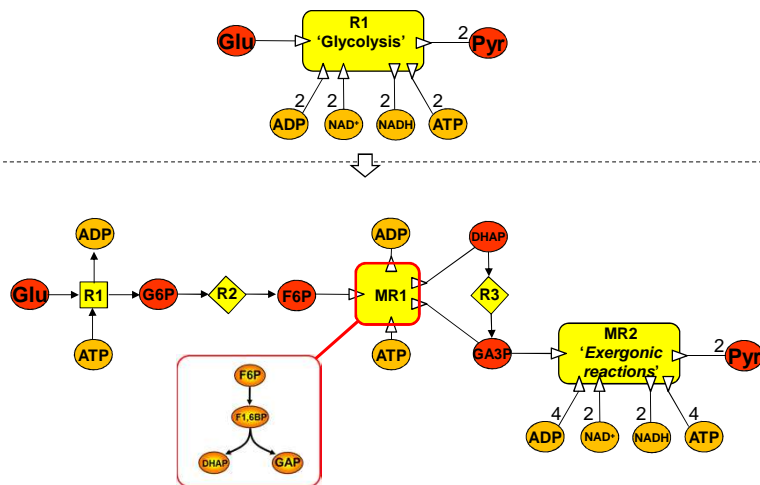 R1
'Glycolysis'
Glu
2
Pyr
2
2
2
2
ADP
NAD+
NADH
ATP
ADP
ADP
DHAP
Glu
R1
G6P
R2
F6P
MR1
R3
ATP
ATP
GA3P
MR2
'Exergonic
reactions'
2
Pyr
F6P
F1,6BP
DHAP
GAP
4
2
2
4
ADP
NAD+
NADH
ATP